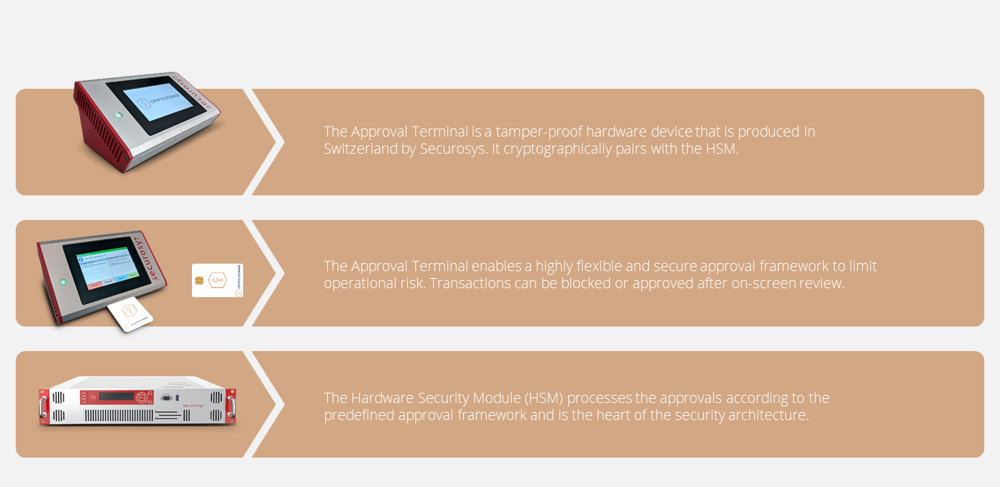 securosys
CRYPTO STORAGE
The Approval Terminal is a tamper-proof hardware device that is produced in
Switzerland by Securosys. It cryptographically pairs with the HSM.
securosys
The Approval Terminal enables a highly flexible and secure approval framework to limit
operational risk. Transactions can be blocked or approved after on-screen review.
securosys
The Hardware Security Module (HSM) processes the approvals according to the
predefined approval framework and is the heart of the security architecture.